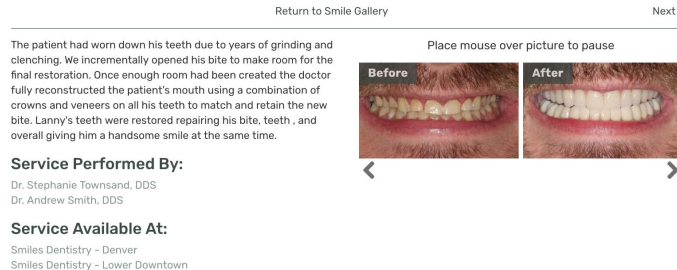 Return to Smile Gallery
Next
The patient had worn down his teeth due to years of grinding and
clenching. We incrementally opened his bite to make room for the
final restoration. Once enough room had been created the doctor
fully reconstructed the patient's mouth using a combination of
crowns and veneers on all his teeth to match and retain the new
bite. Lanny's teeth were restored repairing his bite, teeth , and
overall giving him a handsome smile at the same time.
Place mouse over picture to pause
Before
After
Service Performed By:
Dr. Stephanie Townsand, DDS
Dr. Andrew Smith, DDS
Service Available At:
Smiles Dentistry - Denver
Smiles Dentistry - Lower Downtown